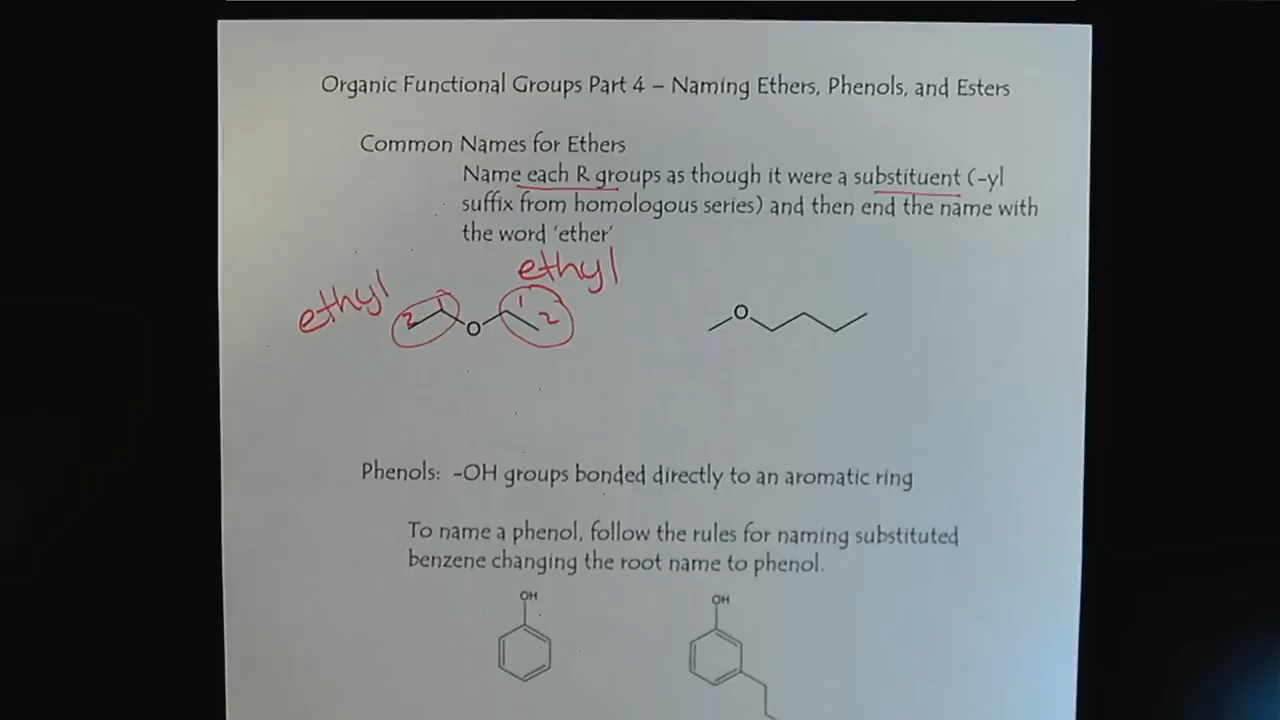 Organic Functional Groups Part 4 – Naming Ethers, Phenols, and Esters
Common Names for Ethers
Name each R groups as though it were a substituent (-yl
suffix from homologous series) and then end the name with
the word 'ether'
ethyl
ethyl
2 1 O 1 2
O
Phenols: -OH groups bonded directly to an aromatic ring
To name a phenol, follow the rules for naming substituted
benzene changing the root name to phenol.
OH
OH